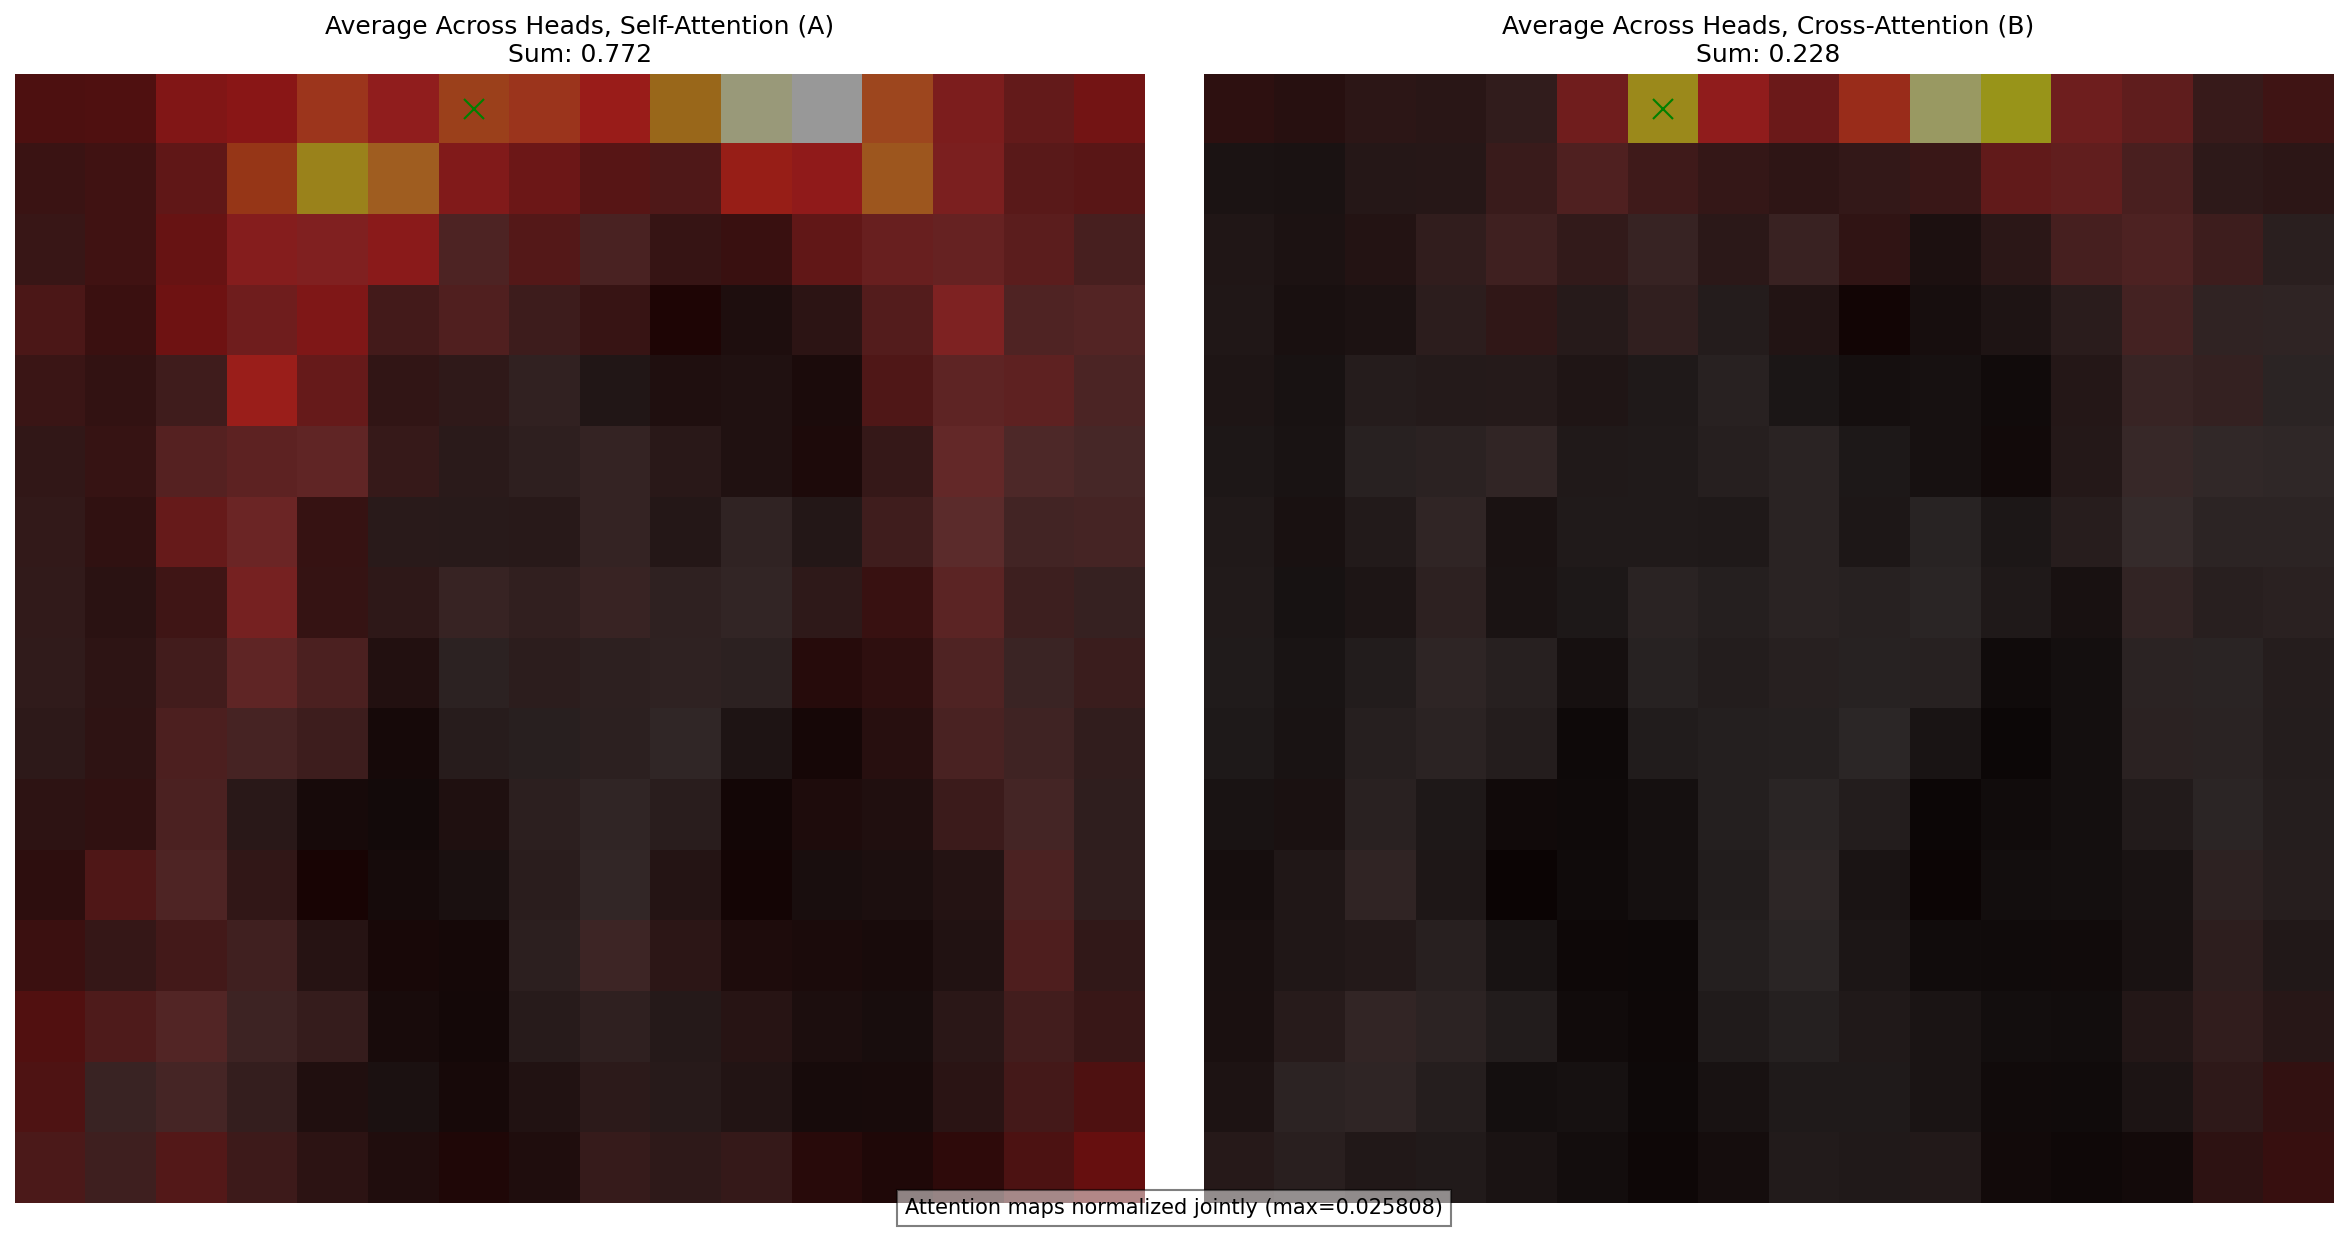 Average Across Heads, Self-Attention (A)
Sum: 0.772
Average Across Heads, Cross-Attention (B)
Sum: 0.228
Attention maps normalized jointly (max=0.025808)